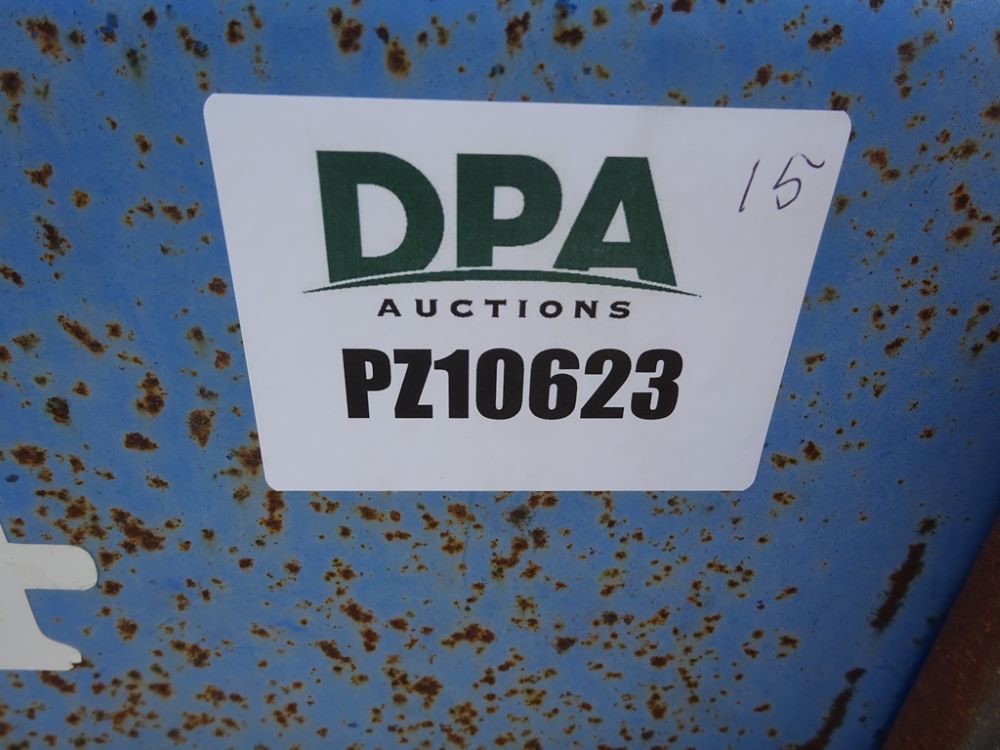 DPA
15
AUCTIONS
PZ10623